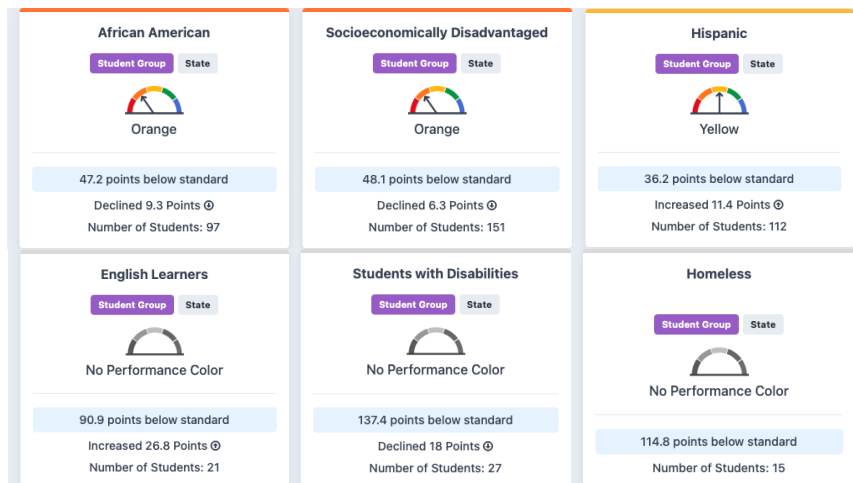 African American
Student Group State
Orange
47.2 points below standard
Declined 9.3 Points
Number of Students: 97
Socioeconomically Disadvantaged
Student Group State
Orange
48.1 points below standard
Declined 6.3 Points
Number of Students: 151
Hispanic
Student Group State
Yellow
36.2 points below standard
Increased 11.4 Points
Number of Students: 112
English Learners
Student Group State
No Performance Color
90.9 points below standard
Increased 26.8 Points
Number of Students: 21
Students with Disabilities
Student Group State
No Performance Color
137.4 points below standard
Declined 18 Points
Number of Students: 27
Homeless
Student Group State
No Performance Color
114.8 points below standard
Number of Students: 15